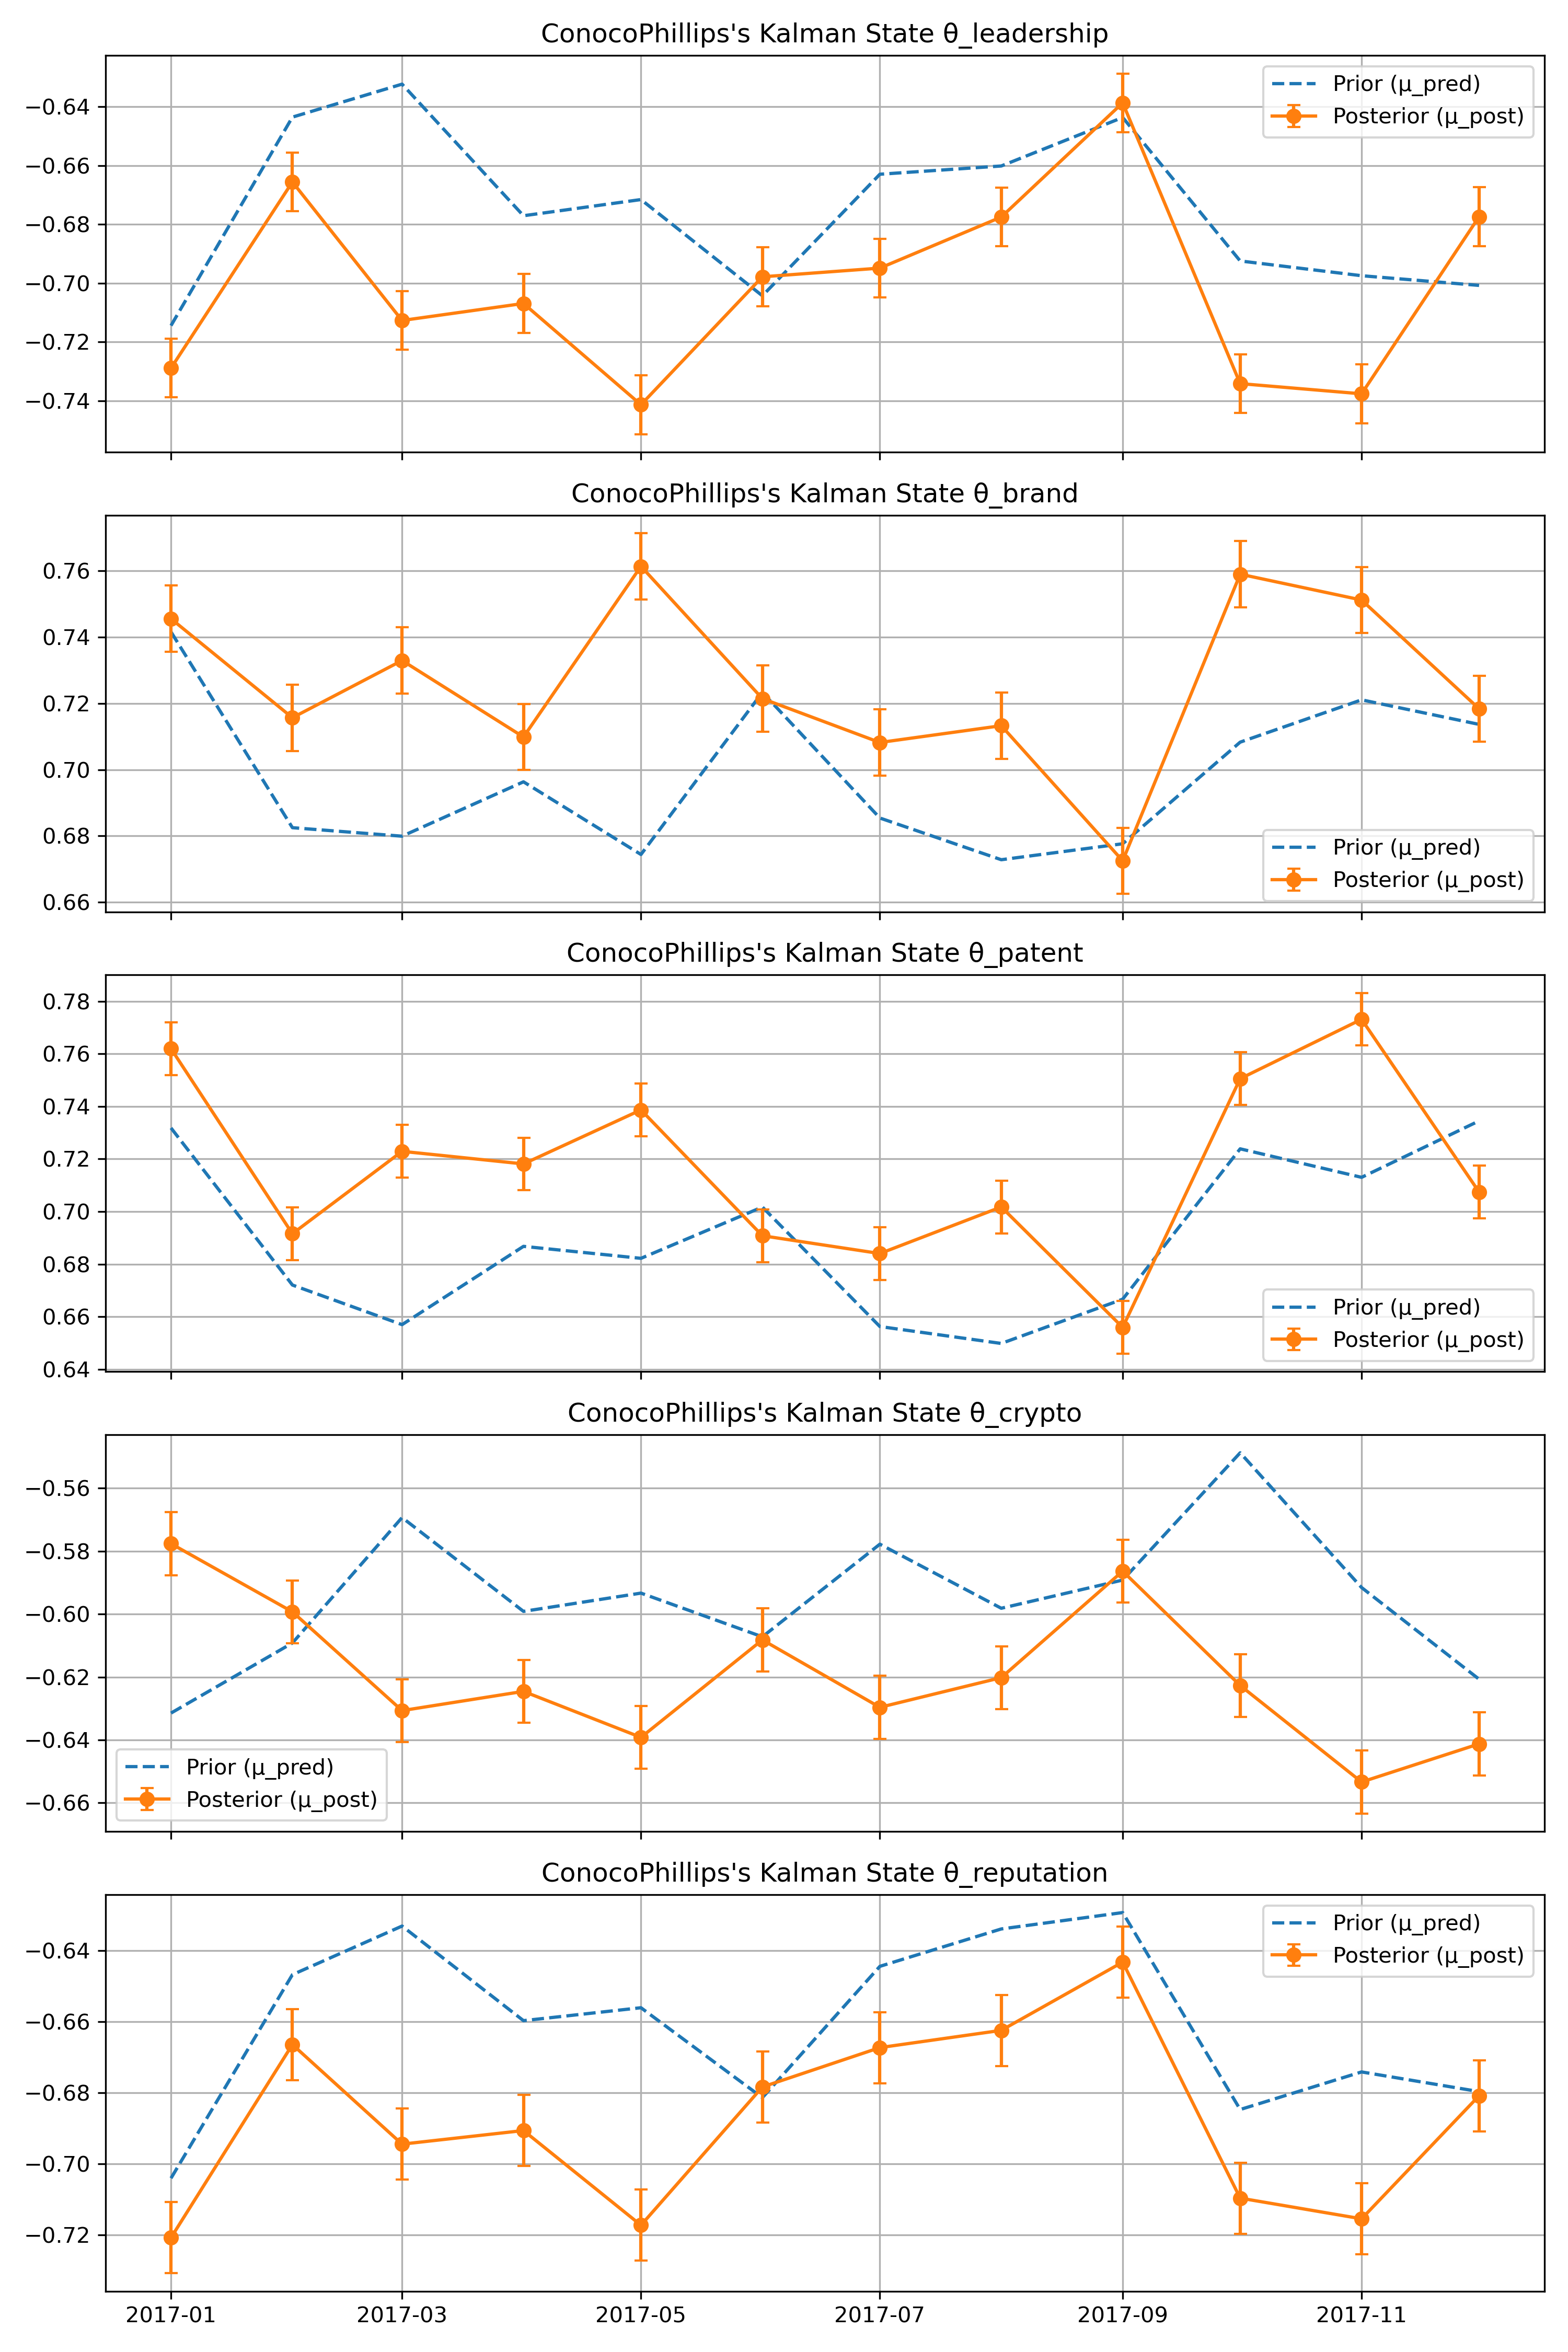 ConocoPhillips's Kalman State θ_leadership
Prior (μ_pred)
Posterior (μ_post)
−0.64
−0.66
−0.68
−0.70
−0.72
−0.74
ConocoPhillips's Kalman State θ_brand
0.76
0.74
0.72
0.70
0.68
0.66
Prior (μ_pred)
Posterior (μ_post)
ConocoPhillips's Kalman State θ_patent
0.78
0.76
0.74
0.72
0.70
0.68
0.66
0.64
Prior (μ_pred)
Posterior (μ_post)
ConocoPhillips's Kalman State θ_crypto
−0.56
−0.58
−0.60
−0.62
−0.64
−0.66
Prior (μ_pred)
Posterior (μ_post)
ConocoPhillips's Kalman State θ_reputation
Prior (μ_pred)
Posterior (μ_post)
−0.64
−0.66
−0.68
−0.70
−0.72
2017-01 2017-03 2017-05 2017-07 2017-09 2017-11